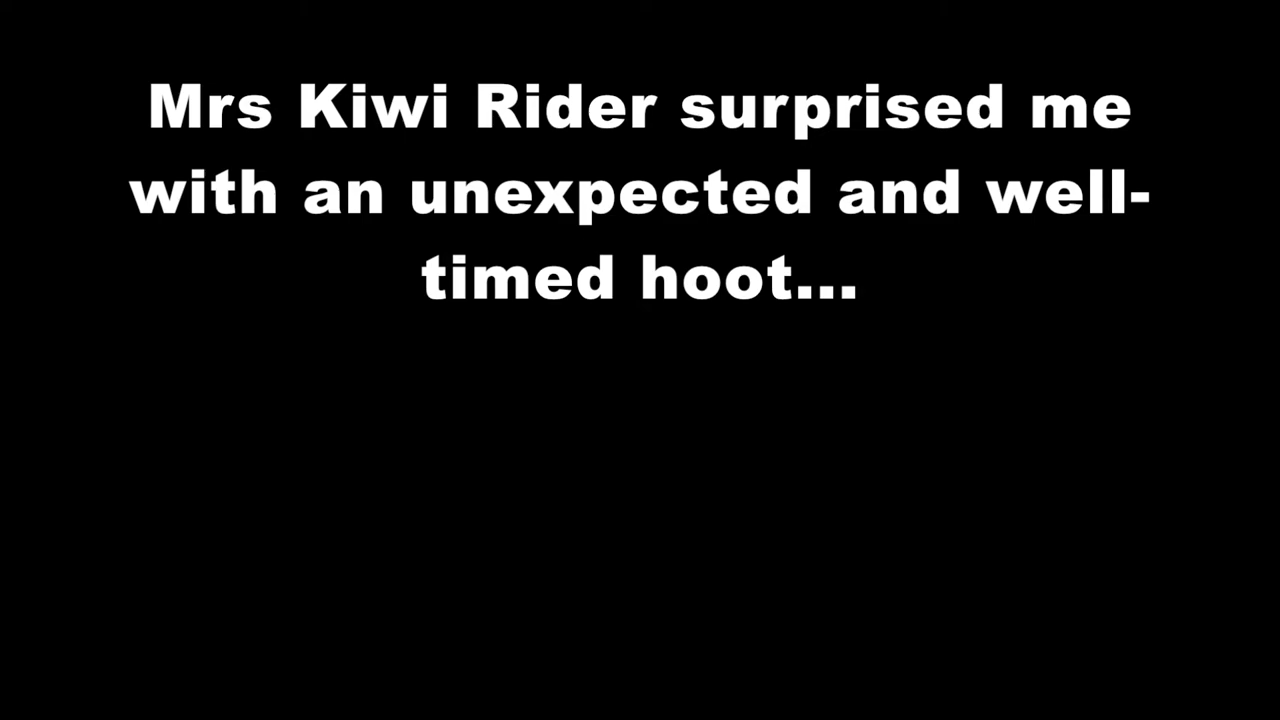 Mrs Kiwi Rider surprised me
with an unexpected and well-
timed hoot...